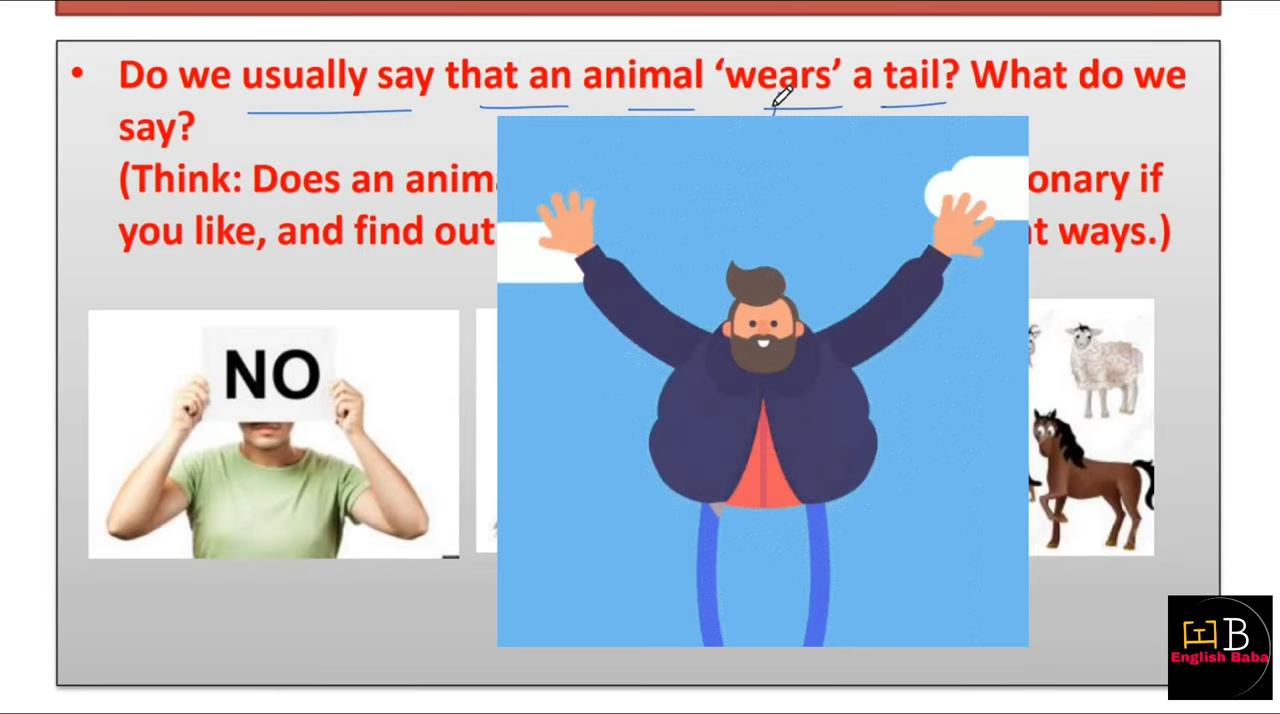 • Do we usually say that an animal ‘wears’ a tail? What do we
say?
(Think: Does an onary if
you like, and find out t ways.)
NO
EB
English Baba